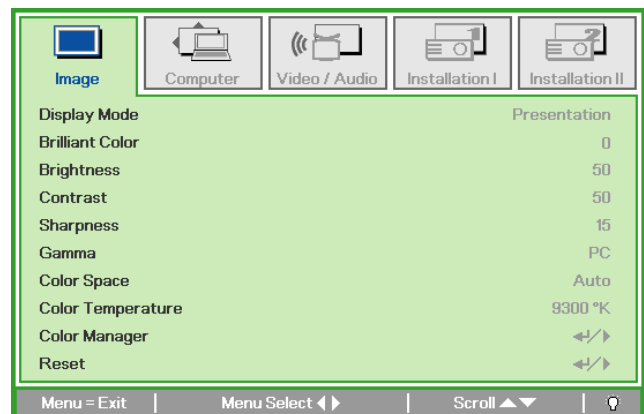 Image Computer Video / Audio Installation I Installation II
Display Mode Presentation
Brilliant Color 0
Brightness 50
Contrast 50
Sharpness 15
Gamma PC
Color Space Auto
Color Temperature 9300 °K
Color Manager
Reset
Menu = Exit Menu Select Scroll